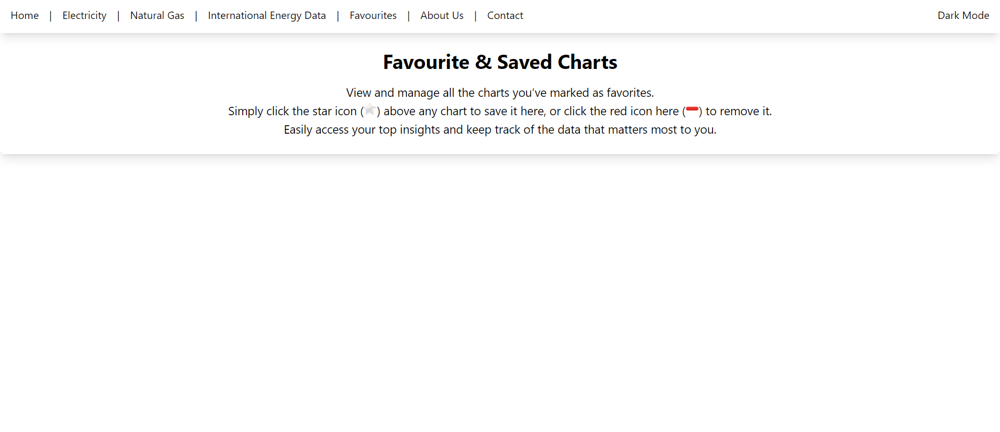 Home | Electricity | Natural Gas | International Energy Data | Favourites | About Us | Contact Dark Mode
Favourite & Saved Charts
View and manage all the charts you’ve marked as favorites.
Simply click the star icon (⭐) above any chart to save it here, or click the red icon here (➖) to remove it.
Easily access your top insights and keep track of the data that matters most to you.